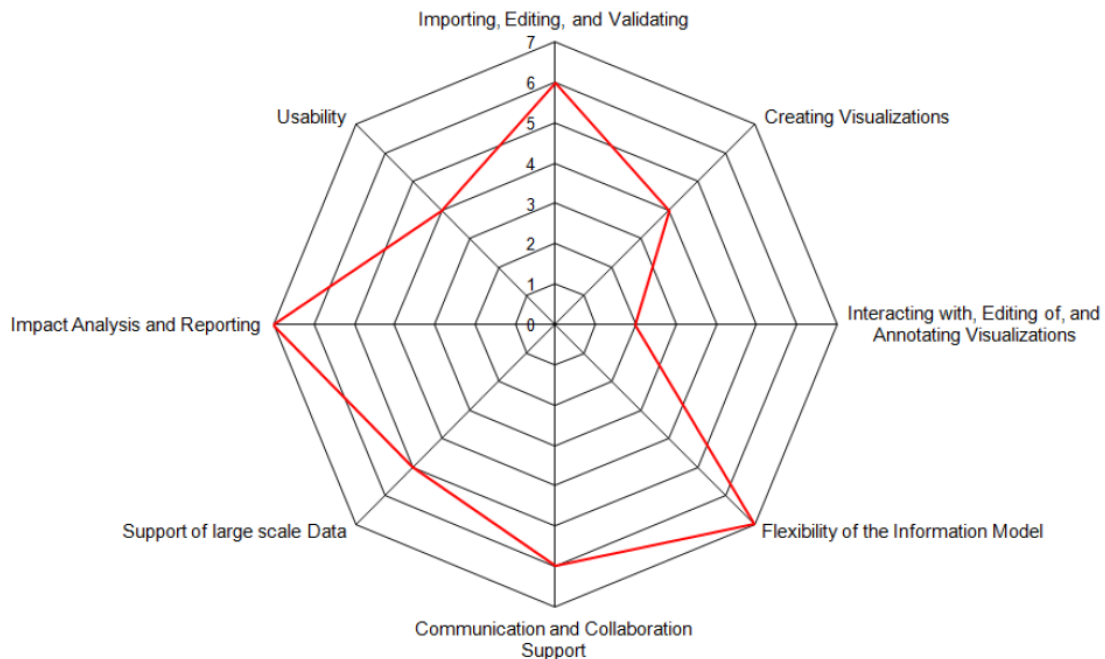 Importing, Editing, and Validating
7
6
Usability
Creating Visualizations
5
4
3
2
1
Impact Analysis and Reporting
0
Interacting with, Editing of, and
Annotating Visualizations
Support of large scale Data
Flexibility of the Information Model
Communication and Collaboration
Support